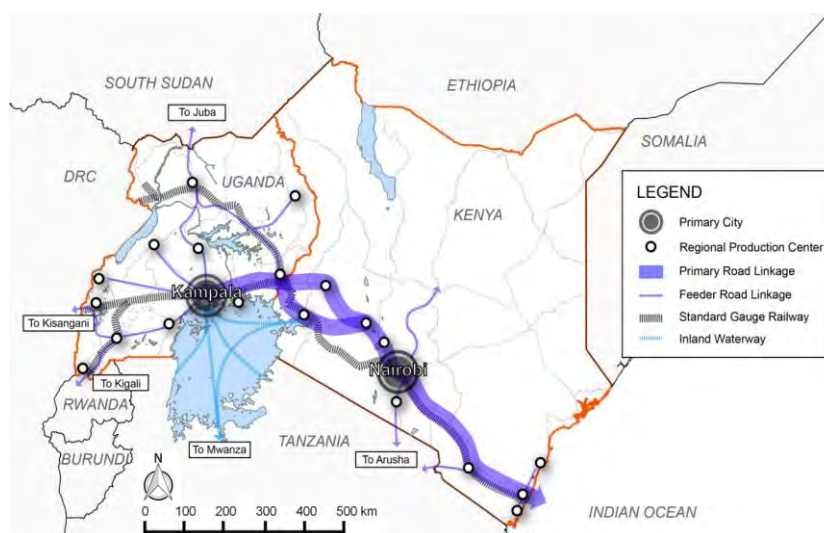 SOUTH SUDAN
ETHIOPIA
To Juba
SOMALIA
DRC
UGANDA
LEGEND
KENYA
Primary City
Regional Production Center
Primary Road Linkage
Kampala
Feeder Road Linkage
Standard Gauge Railway
To Kisangani
Inland Waterway
Nairobi
To Kigali
RWANDA
To Mwanza
TANZANIA
To Arusha
BURUNDI
N
INDIAN OCEAN
0 100 200 300 400 500 km